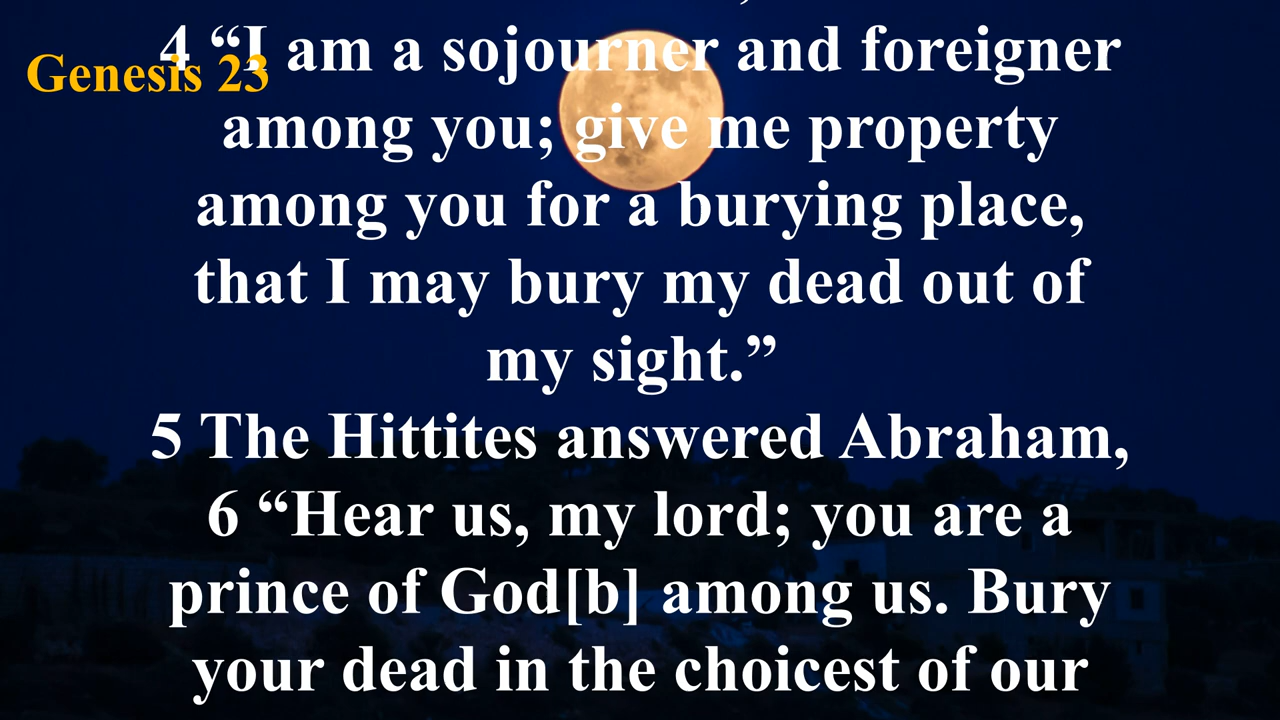 Genesis 23
4 “I am a sojourner and foreigner
among you; give me property
among you for a burying place,
that I may bury my dead out of
my sight.”
5 The Hittites answered Abraham,
6 “Hear us, my lord; you are a
prince of God[b] among us. Bury
your dead in the choicest of our